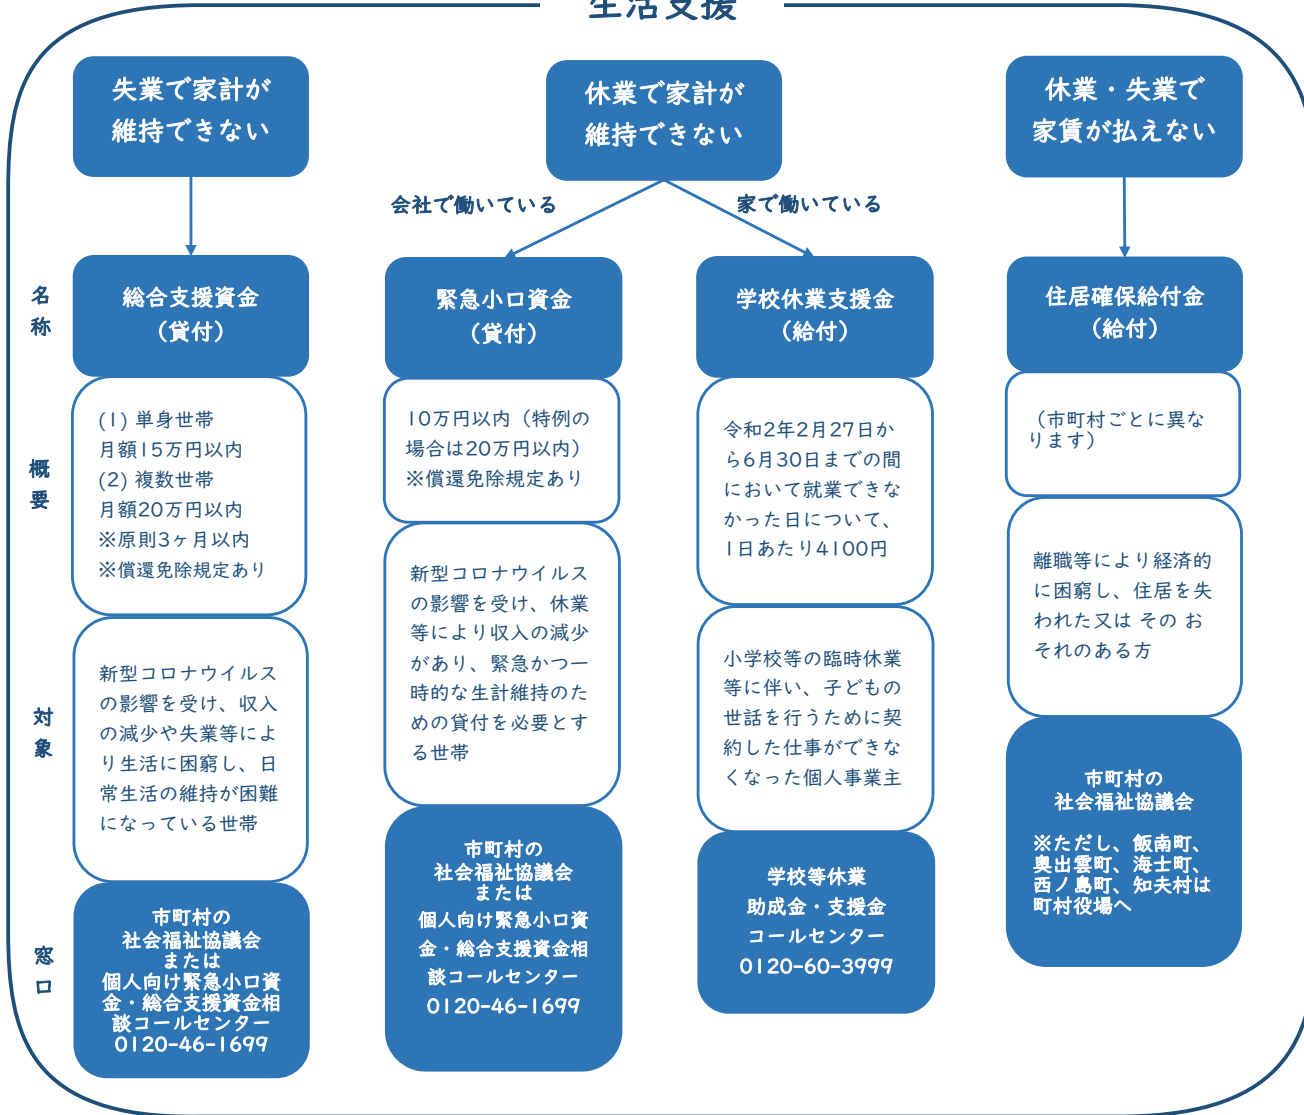 生活支援
失業で家計が
維持できない
休業で家計が
維持できない
休業・失業で
家賃が払えない
会社で働いている
家で働いている
名
称
総合支援資金
（貸付）
緊急小口資金
（貸付）
学校休業支援金
（給付）
住居確保給付金
（給付）
概
要
(1) 単身世帯
月額15万円以内
(2) 複数世帯
月額20万円以内
※原則3ヶ月以内
※償還免除規定あり
10万円以内（特例の
場合は20万円以内）
※償還免除規定あり
令和2年2月27日か
ら6月30日までの間
において就業できな
かった日について、
1日あたり4100円
（市町村ごとに異な
ります）
対
象
新型コロナウイルス
の影響を受け、収入
の減少や失業等によ
り生活に困窮し、日
常生活の維持が困難
になっている世帯
新型コロナウイルス
の影響を受け、休業
等により収入の減少
があり、緊急かつ一
時的な生計維持のた
めの貸付を必要とす
る世帯
小学校等の臨時休業
等に伴い、子どもの
世話を行うために契
約した仕事ができな
くなった個人事業主
離職等により経済的
に困窮し、住居を失
われた又は その お
それのある方
窓
口
市町村の
社会福祉協議会
または
個人向け緊急小口資
金・総合支援資金相
談コールセンター
0120-46-1699
市町村の
社会福祉協議会
または
個人向け緊急小口資
金・総合支援資金相
談コールセンター
0120-46-1699
学校等休業
助成金・支援金
コールセンター
0120-60-3999
市町村の
社会福祉協議会
※ただし、飯南町、
奥出雲町、海士町、
西ノ島町、知夫村は
町村役場へ